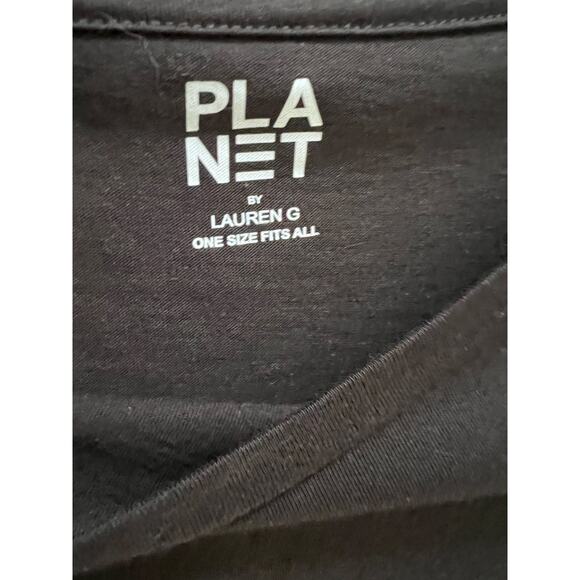 PLA
NET
BY
LAUREN G
ONE SIZE FITS ALL